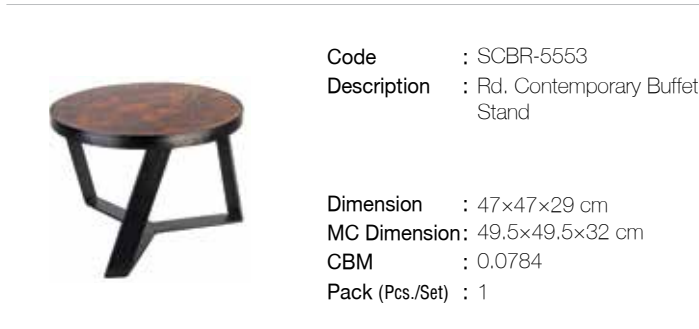 Code : SCBR-5553
Description : Rd. Contemporary Buffet
Stand
Dimension : 47×47×29 cm
MC Dimension: 49.5×49.5×32 cm
CBM : 0.0784
Pack (Pcs./Set) : 1